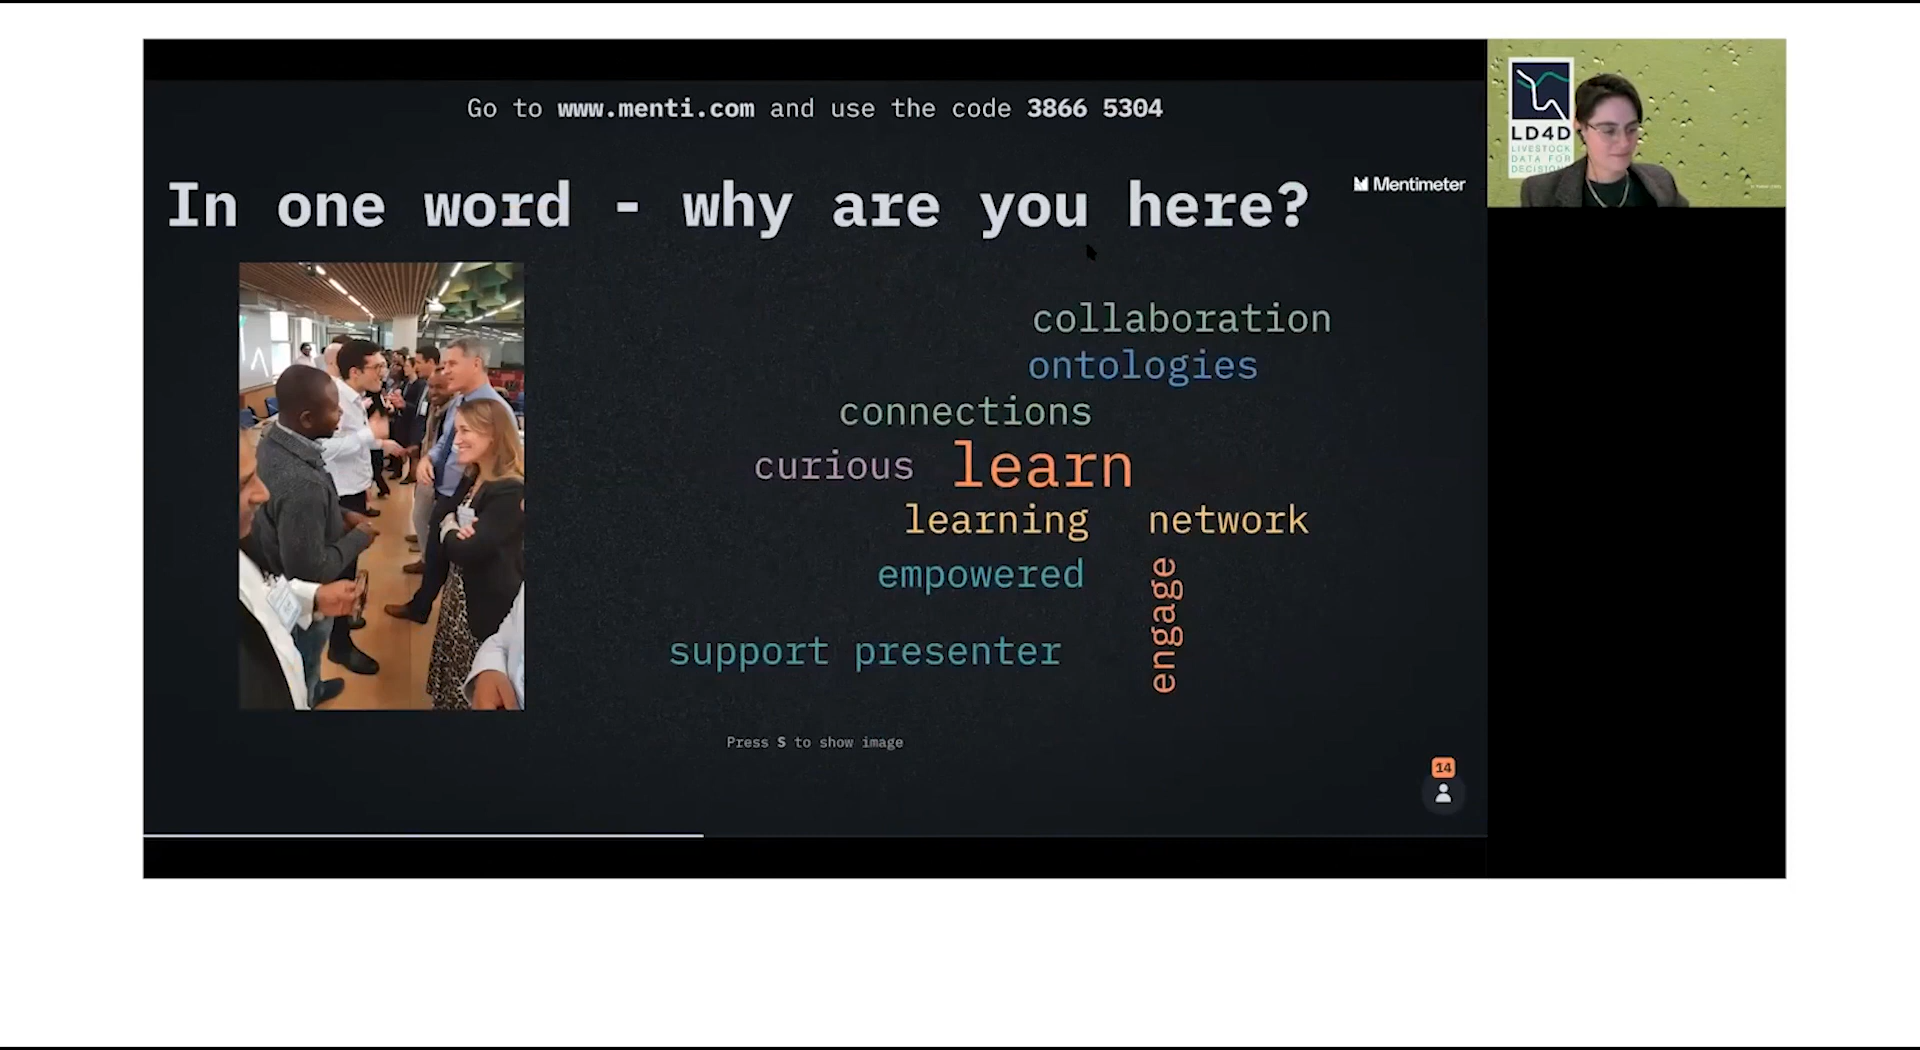 Go to www.menti.com and use the code 3866 5304
In one word - why are you here?
Mentimeter
collaboration
ontologies
connections
curious learn
learning network
empowered
engage
support presenter
Press S to show image
14
LD4D
LIVESTOCK
DATA FOR